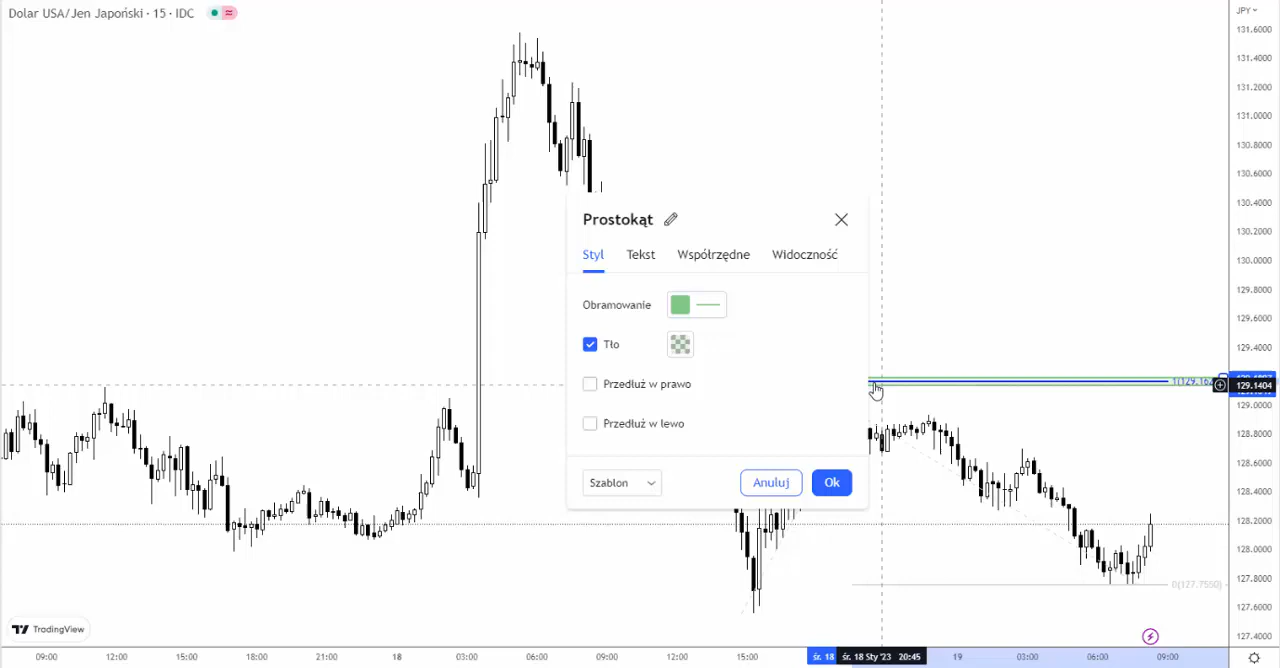 Dolar USA/Jen Japoński · 15 · IDC
JPY
131.6000
131.4000
131.2000
131.0000
130.8000
130.6000
130.4000
130.2000
130.0000
129.8000
129.6000
129.4000
129.1404
129.0000
128.8000
128.6000
128.4000
128.2000
128.0000
127.8000
127.6000
127.4000
Prostokąt
Styl Tekst Współrzędne Widoczność
Obramowanie
Tło
Przedłuż w prawo
Przedłuż w lewo
Szablon Anuluj Ok
0(127.7550)
TradingView
09:00 12:00 15:00 18:00 21:00 18 03:00 06:00 09:00 12:00 15:00 śr. 18 śr. 18 Sty '23 20:45 19 03:00 06:00 09:00